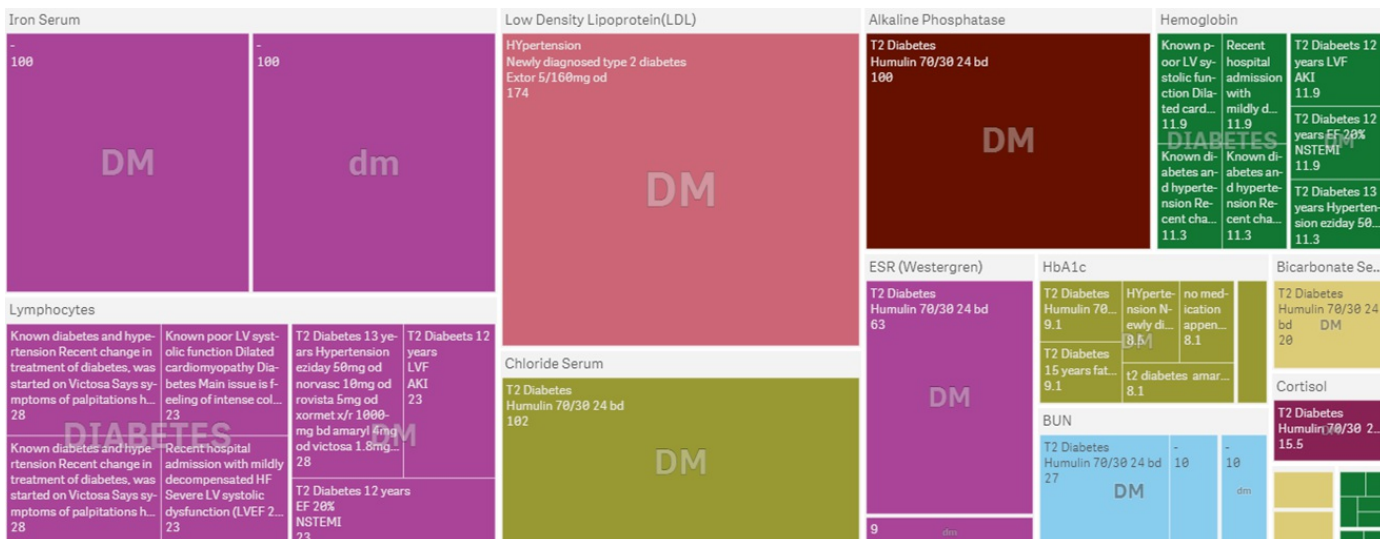 Iron Serum
-
100
DM
-
100
dm
Lymphocytes
Known diabetes and hype-
rtension Recent change in
treatment of diabetes, was
started on Victosa Says sy-
mptoms of palpitations h...
28
Known poor LV syst-
olic function Dilated
cardiomyopathy Dia-
betes Main issue is f-
eeling of intense col...
23
DIABETES
Known diabetes and hype-
rtension Recent change in
treatment of diabetes, was
started on Victosa Says sy-
mptoms of palpitations h...
28
Recent hospital
admission with mildly
decompensated HF
Severe LV systolic
dysfunction (LVEF 2...
23
T2 Diabetes 13 ye-
ars Hypertension
eziday 50mg od
norvasc 10mg od
rovista 5mg od
xormet x/r 1000-
mg bd amaryl 4mg
od victosa 1.8mg...
28
T2 Diabeets 12
years
LVF
AKI
23
DM
T2 Diabetes 12 years
EF 20%
NSTEMI
23
Low Density Lipoprotein(LDL)
HYpertension
Newly diagnosed type 2 diabetes
Extor 5/160mg od
174
DM
Chloride Serum
T2 Diabetes
Humulin 70/30 24 bd
102
DM
Alkaline Phosphatase
T2 Diabetes
Humulin 70/30 24 bd
100
DM
Hemoglobin
Known p-
oor LV sy-
stolic fun-
ction Dila-
ted card...
11.9
Recent
hospital
admission
with
mildly d...
11.9
DIABETES
Known di-
abetes an-
d hyperte-
nsion Re-
cent cha...
11.3
Known di-
abetes an-
d hyperte-
nsion Re-
cent cha...
11.3
T2 Diabeets 12
years LVF
AKI
11.9
T2 Diabetes 12
years EF 20%
NSTEMI
11.9
DM
T2 Diabetes 13
years Hyperten-
sion eziday 50...
11.3
ESR (Westergren)
T2 Diabetes
Humulin 70/30 24 bd
63
DM
9
dm
HbA1c
T2 Diabetes
Humulin 70...
9.1
T2 Diabetes
15 years fat...
9.1
HYperte-
nsion N-
ewly di...
8.5
no med-
ication
appen...
8.1
DM
t2 diabetes amar...
8.1
BUN
T2 Diabetes
Humulin 70/30 24 bd
27
DM
-
10
-
10
dm
Bicarbonate Se...
T2 Diabetes
Humulin 70/30 24
bd
20
DM
Cortisol
T2 Diabetes
Humulin 70/30 2...
15.5
DM